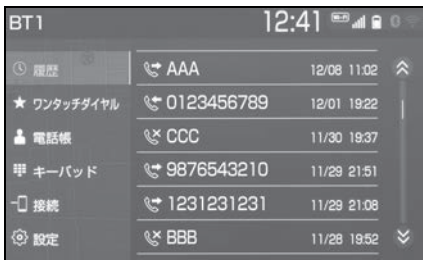 BT1 12:41 Wi-Fi
履歴
AAA 12/08 11:02
ワンタッチダイヤル
0123456789 12/01 19:22
電話帳
CCC 11/30 19:37
キーパッド
9876543210 11/29 21:51
接続
1231231231 11/29 21:08
設定
BBB 11/28 19:52